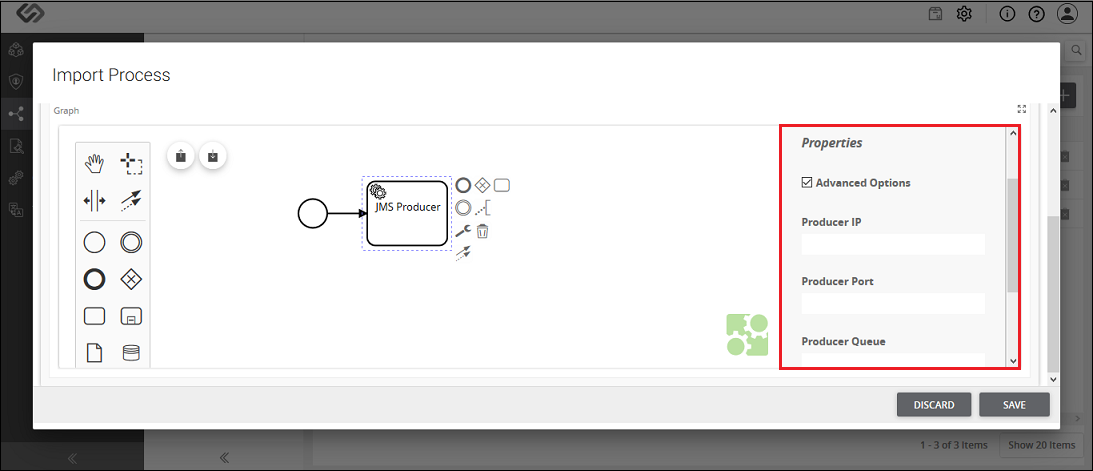 Import Process
Graph
Properties
Advanced Options
JMS Producer
Producer IP
Producer Port
Producer Queue
DISCARD
SAVE
1 - 3 of 3 Items
Show 20 Items